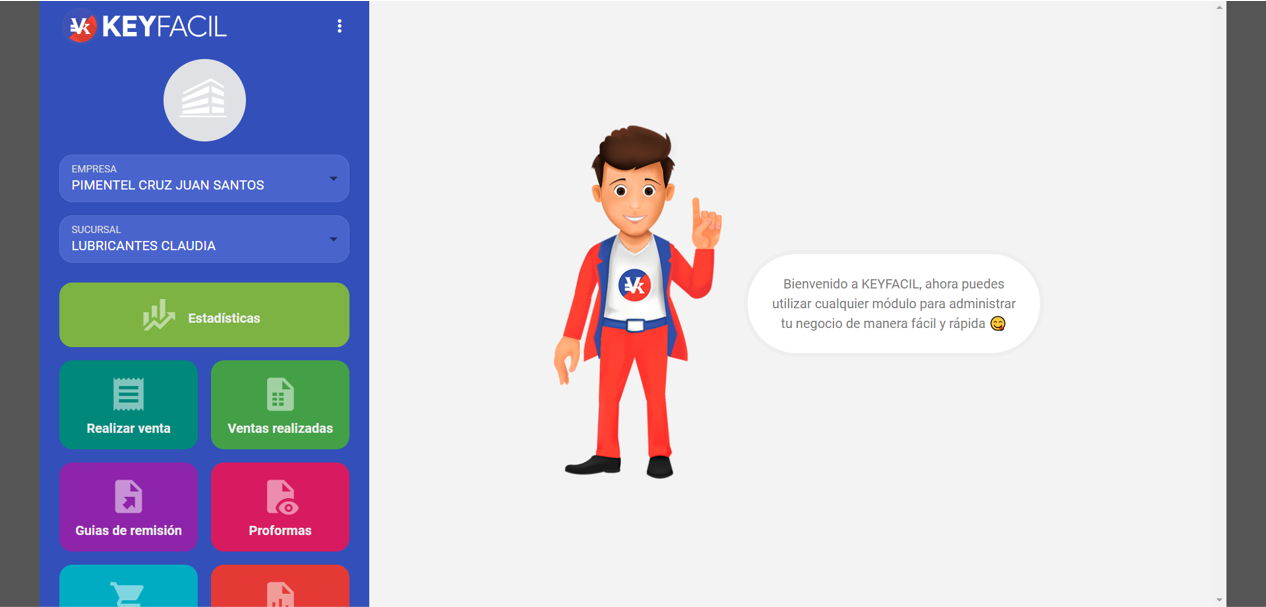 KEYFACIL
EMPRESA
PIMENTEL CRUZ JUAN SANTOS
SUCURSAL
LUBRICANTES CLAUDIA
Estadísticas
Realizar venta
Ventas realizadas
Guias de remisión
Proformas
Bienvenido a KEYFACIL, ahora puedes
utilizar cualquier módulo para administrar
tu negocio de manera fácil y rápida 😋